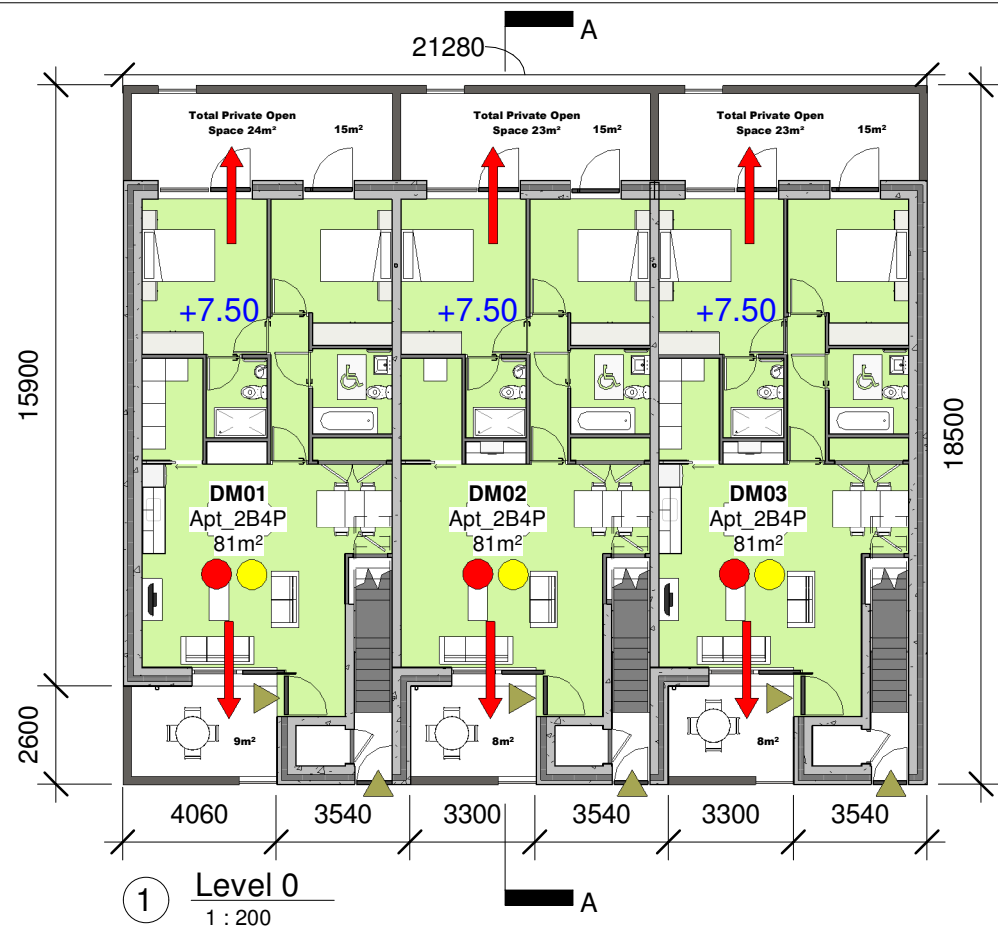 A
21280
Total Private Open
Space 24m²
15m²
Total Private Open
Space 23m²
15m²
Total Private Open
Space 23m²
15m²
+7.50
+7.50
+7.50
15900
18500
2600
DM01
Apt_2B4P
81m²
DM02
Apt_2B4P
81m²
DM03
Apt_2B4P
81m²
9m²
8m²
8m²
4060
3540
3300
3540
3300
3540
A
1
Level 0
1 : 200